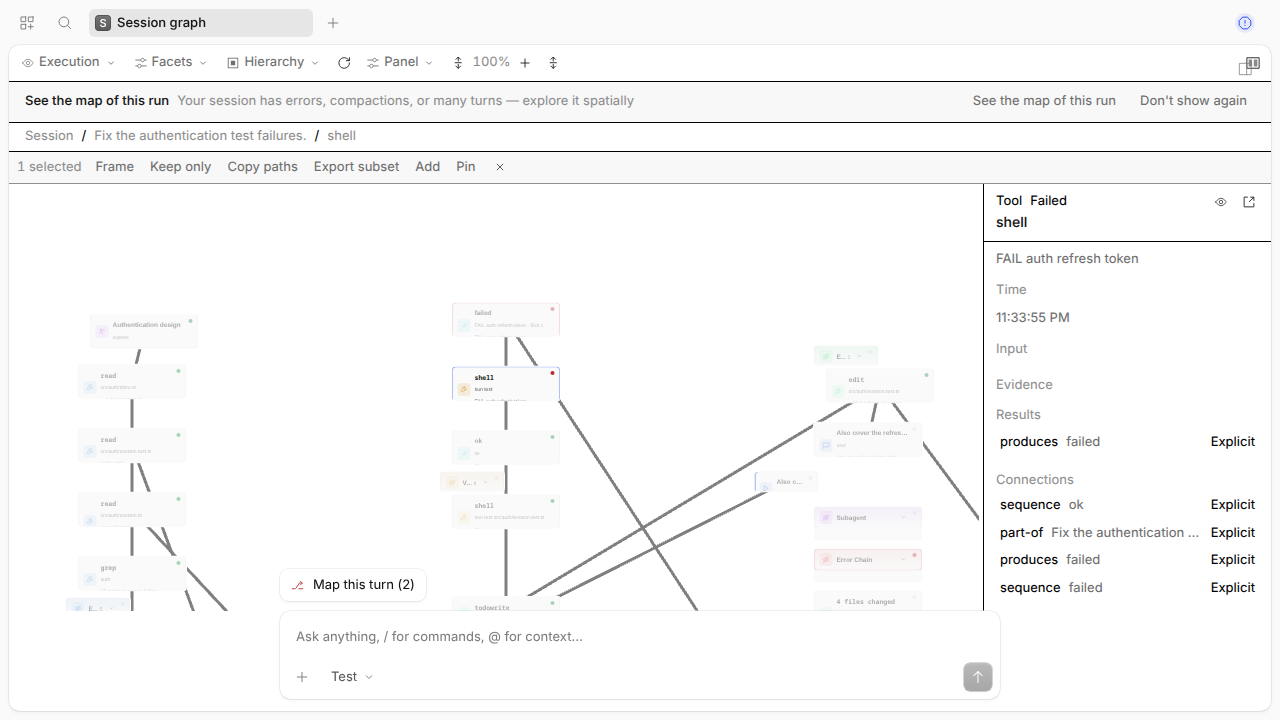 S Session graph
Execution Facets Hierarchy Panel 100%
See the map of this run Your session has errors, compactions, or many turns — explore it spatially See the map of this run Don't show again
Session / Fix the authentication test failures. / shell
1 selected Frame Keep only Copy paths Export subset Add Pin
Tool Failed
shell
FAIL auth refresh token
Time
11:33:55 PM
Input
Evidence
Results
produces failed Explicit
Connections
sequence ok Explicit
part-of Fix the authentication ... Explicit
produces failed Explicit
sequence failed Explicit
Authentication design
explore
read
read
read
grep
auth
E...
failed
shell
ok
ok
V...
shell
todowrite
E...
edit
Also cover the refres...
Also c...
Subagent
Error Chain
4 files changed
Map this turn (2)
Ask anything, / for commands, @ for context...
Test